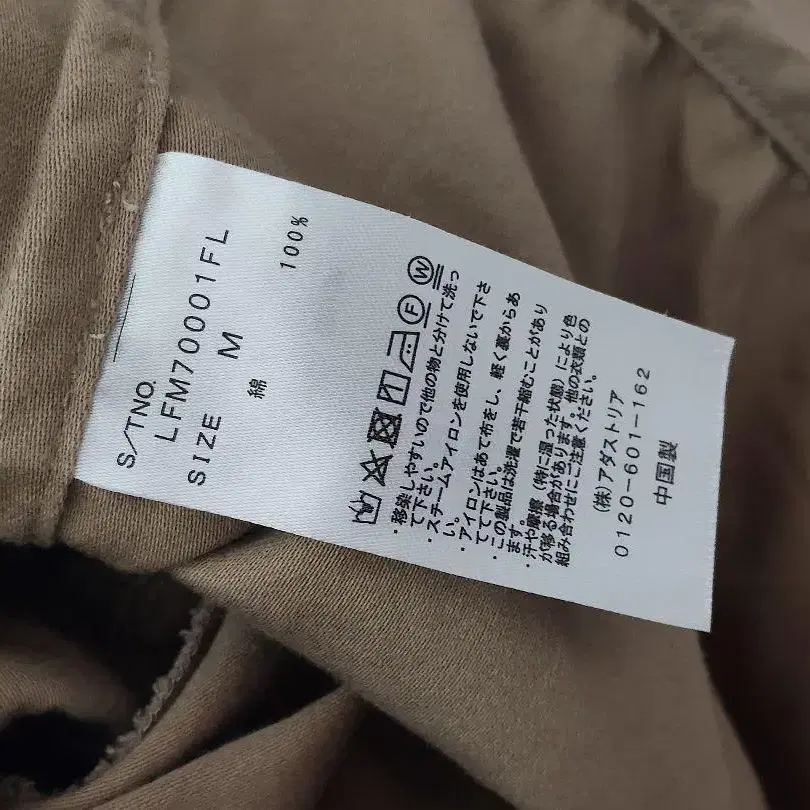 S/TNO.
LFM70001FL
SIZE M
綿 100%
・移染しやすいので他の物と分けて洗っ
て下さい。
・スチームアイロンを使用しないで下さ
い。
・アイロンはあて布をし、軽く裏からあ
てて下さい。
・この製品は洗濯で若干縮むことがあり
ます。
・汗や摩擦（特に湿った状態）により色
が移る場合があります。他の衣類との
組み合わせにご注意ください。
(株)アダストリア
0120-601-162
中国製